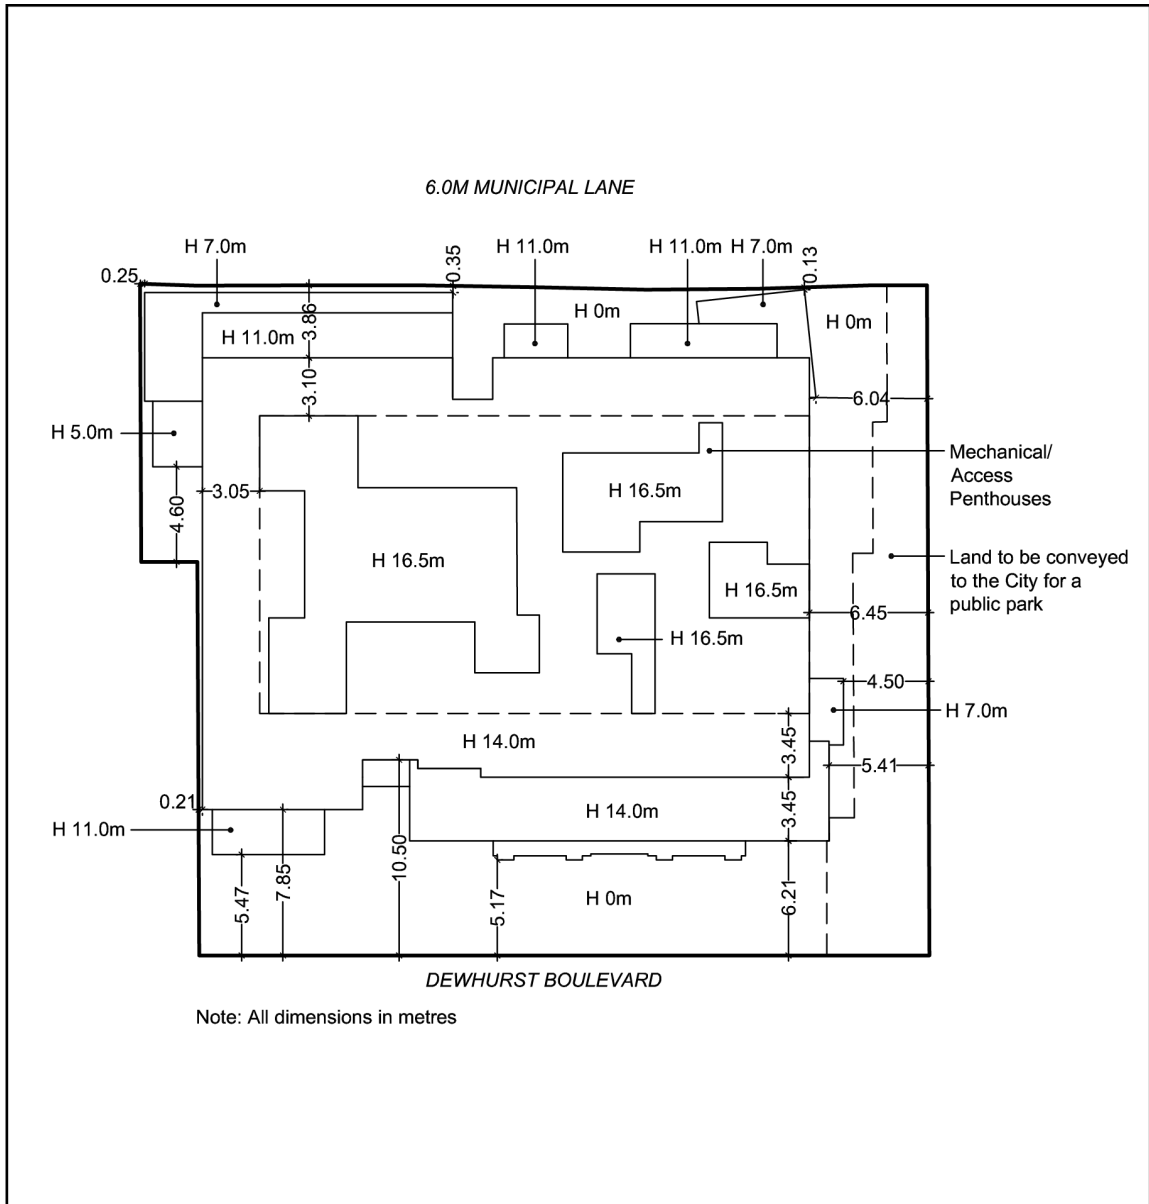 6.0M MUNICIPAL LANE
H 7.0m
H 11.0m
H 11.0m
H 7.0m
0.25
0.35
0.13
H 0m
H 0m
H 11.0m
3.86
3.10
6.04
H 5.0m
Mechanical/
Access
Penthouses
3.05
H 16.5m
4.60
H 16.5m
Land to be conveyed
to the City for a
public park
H 16.5m
6.45
H 16.5m
4.50
H 7.0m
H 14.0m
3.45
5.41
0.21
H 14.0m
3.45
H 11.0m
10.50
7.85
5.47
5.17
H 0m
6.21
DEWHURST BOULEVARD
Note: All dimensions in metres